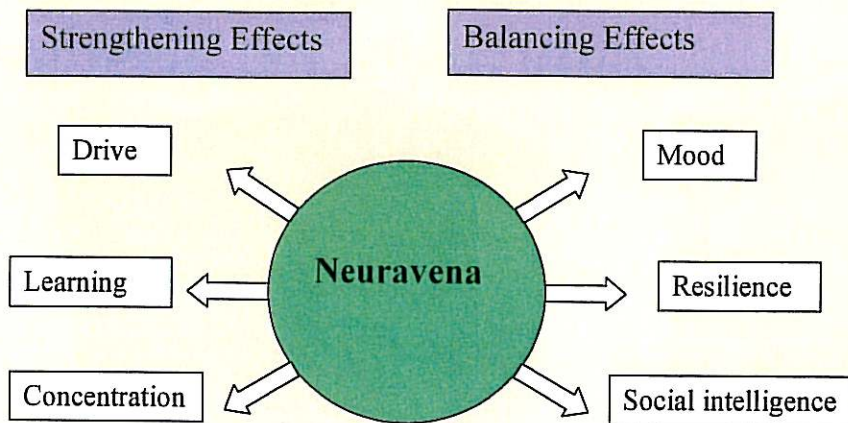 Strengthening Effects
Balancing Effects
Drive
Mood
Neuravena
Learning
Resilience
Concentration
Social intelligence